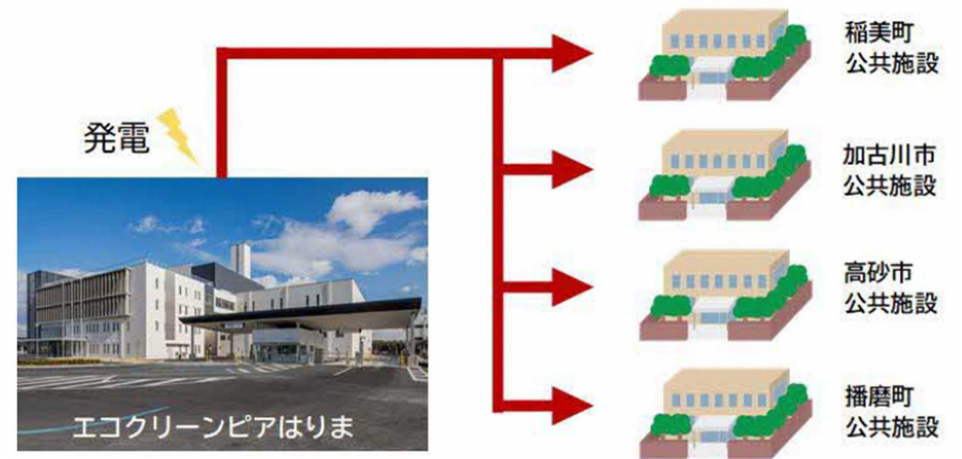 発電
エコクリーンピアはりま
稲美町
公共施設
加古川市
公共施設
高砂市
公共施設
播磨町
公共施設